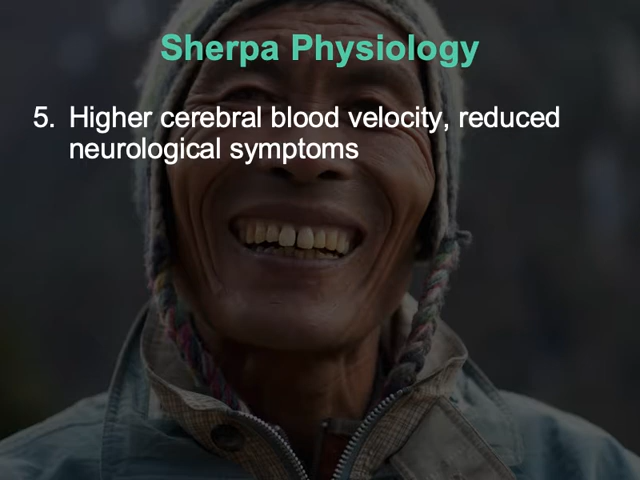 Sherpa Physiology
5. Higher cerebral blood velocity, reduced
neurological symptoms